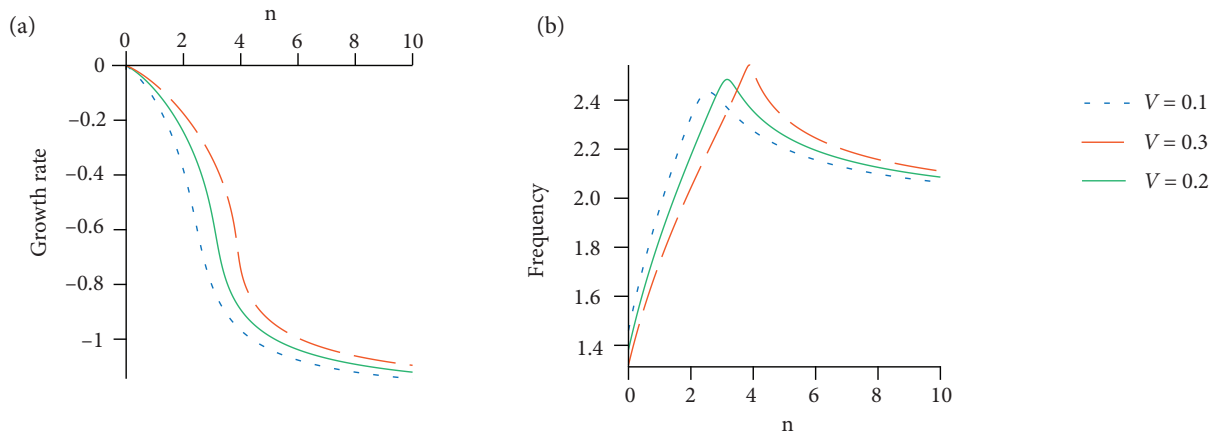 (a)
n
0 2 4 6 8 10
0
−0.2
−0.4
−0.6
−0.8
−1
Growth rate
(b)
2.4
2.2
2.0
1.8
1.6
1.4
Frequency
0 2 4 6 8 10
n
V = 0.1
V = 0.3
V = 0.2